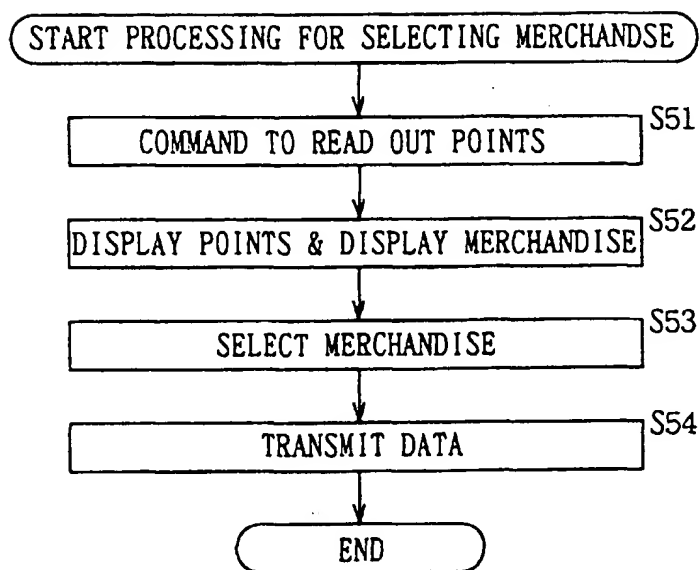 START PROCESSING FOR SELECTING MERCHANDSE
S51
COMMAND TO READ OUT POINTS
S52
DISPLAY POINTS & DISPLAY MERCHANDISE
S53
SELECT MERCHANDISE
S54
TRANSMIT DATA
END